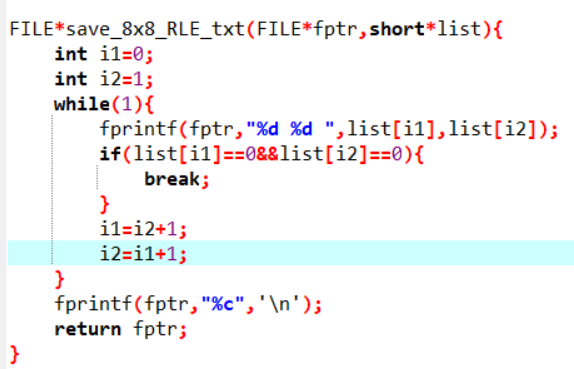 FILE*save_8x8_RLE_txt(FILE*fptr,short*list){
    int i1=0;
    int i2=1;
    while(1){
        fprintf(fptr,"%d %d ",list[i1],list[i2]);
        if(list[i1]==0&&list[i2]==0){
            break;
        }
        i1=i2+1;
        i2=i1+1;
    }
    fprintf(fptr,"%c",'\n');
    return fptr;
}